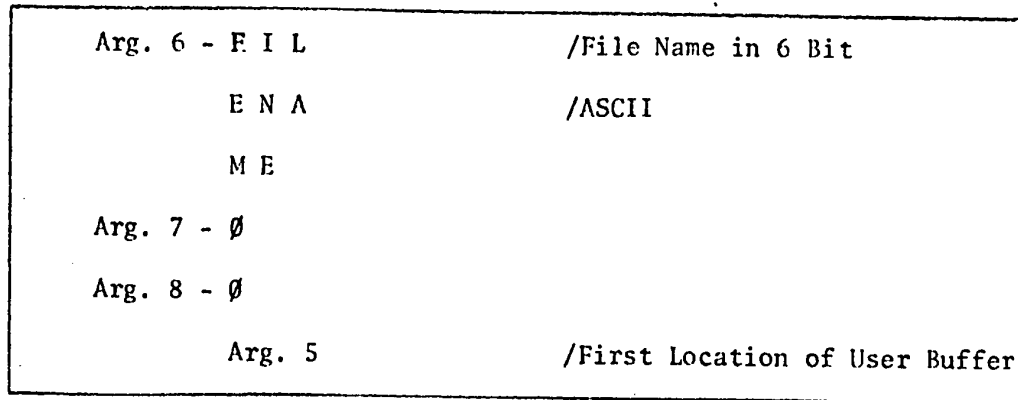 Arg. 6 - F I L /File Name in 6 Bit
E N A /ASCII
M E
Arg. 7 - Ø
Arg. 8 - Ø
Arg. 5 /First Location of User Buffer